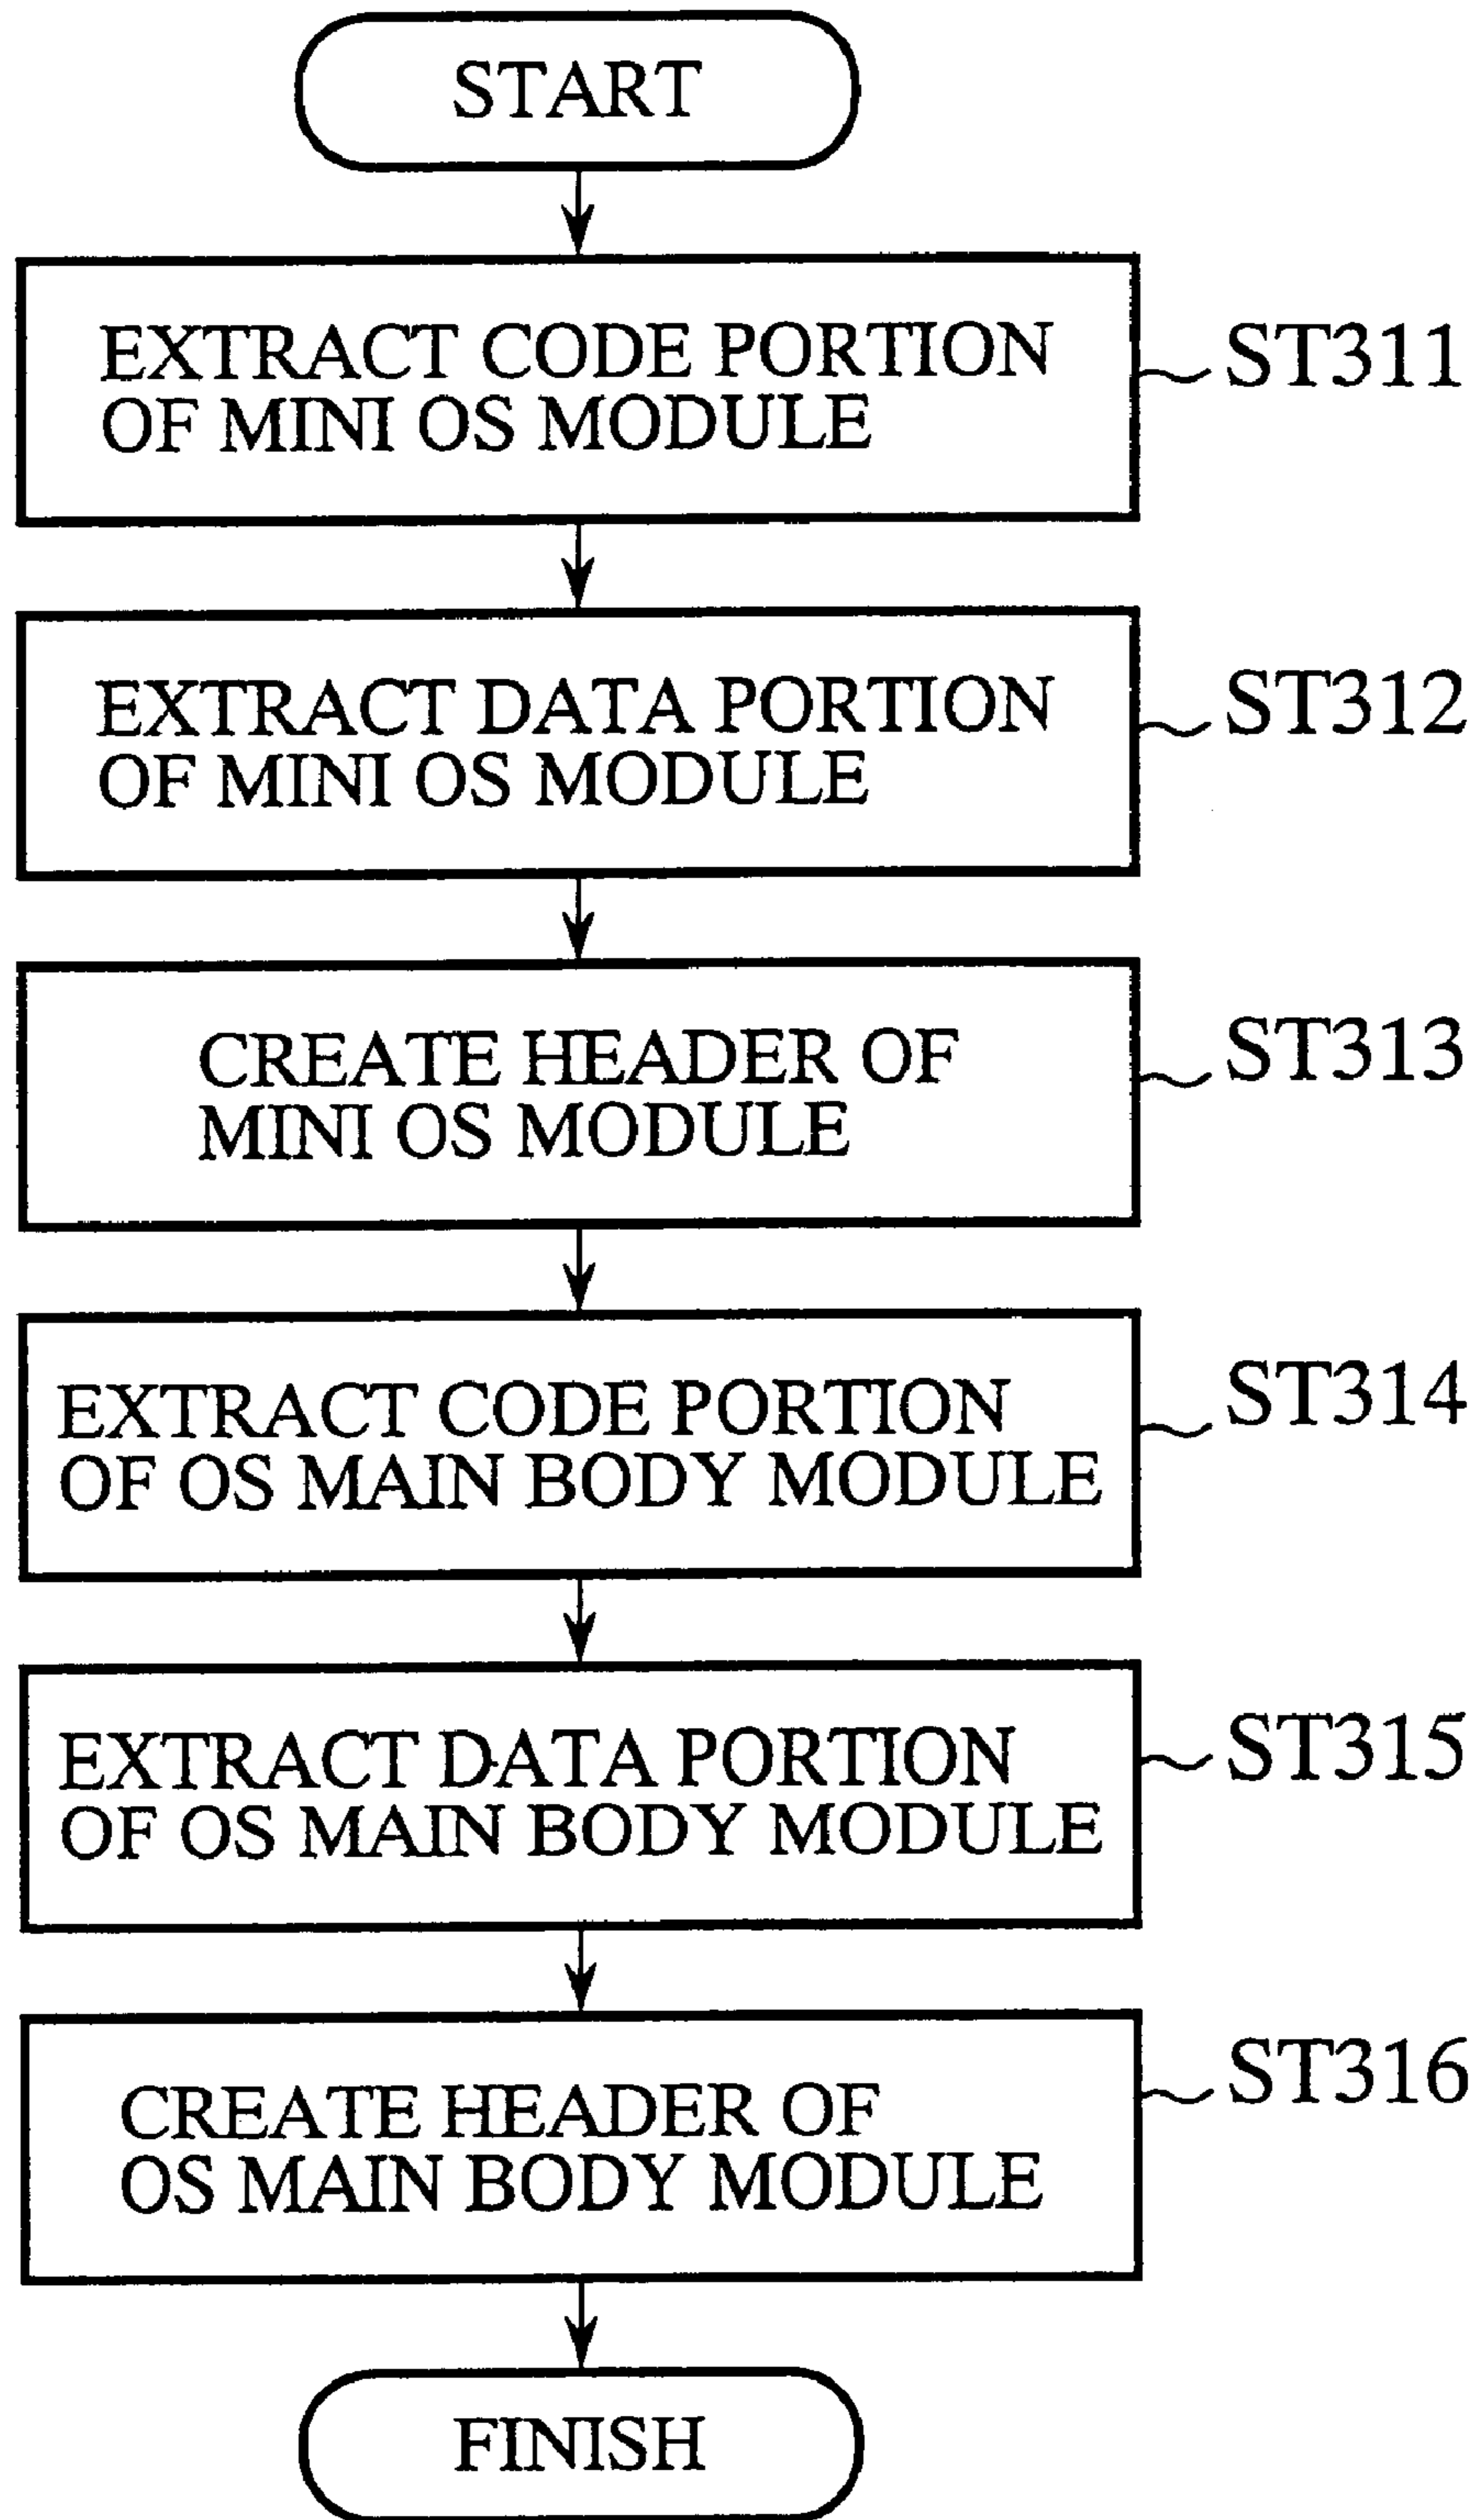 START
EXTRACT CODE PORTION
OF MINI OS MODULE
ST311
EXTRACT DATA PORTION
OF MINI OS MODULE
ST312
CREATE HEADER OF
MINI OS MODULE
ST313
EXTRACT CODE PORTION
OF OS MAIN BODY MODULE
ST314
EXTRACT DATA PORTION
OF OS MAIN BODY MODULE
ST315
CREATE HEADER OF
OS MAIN BODY MODULE
ST316
FINISH